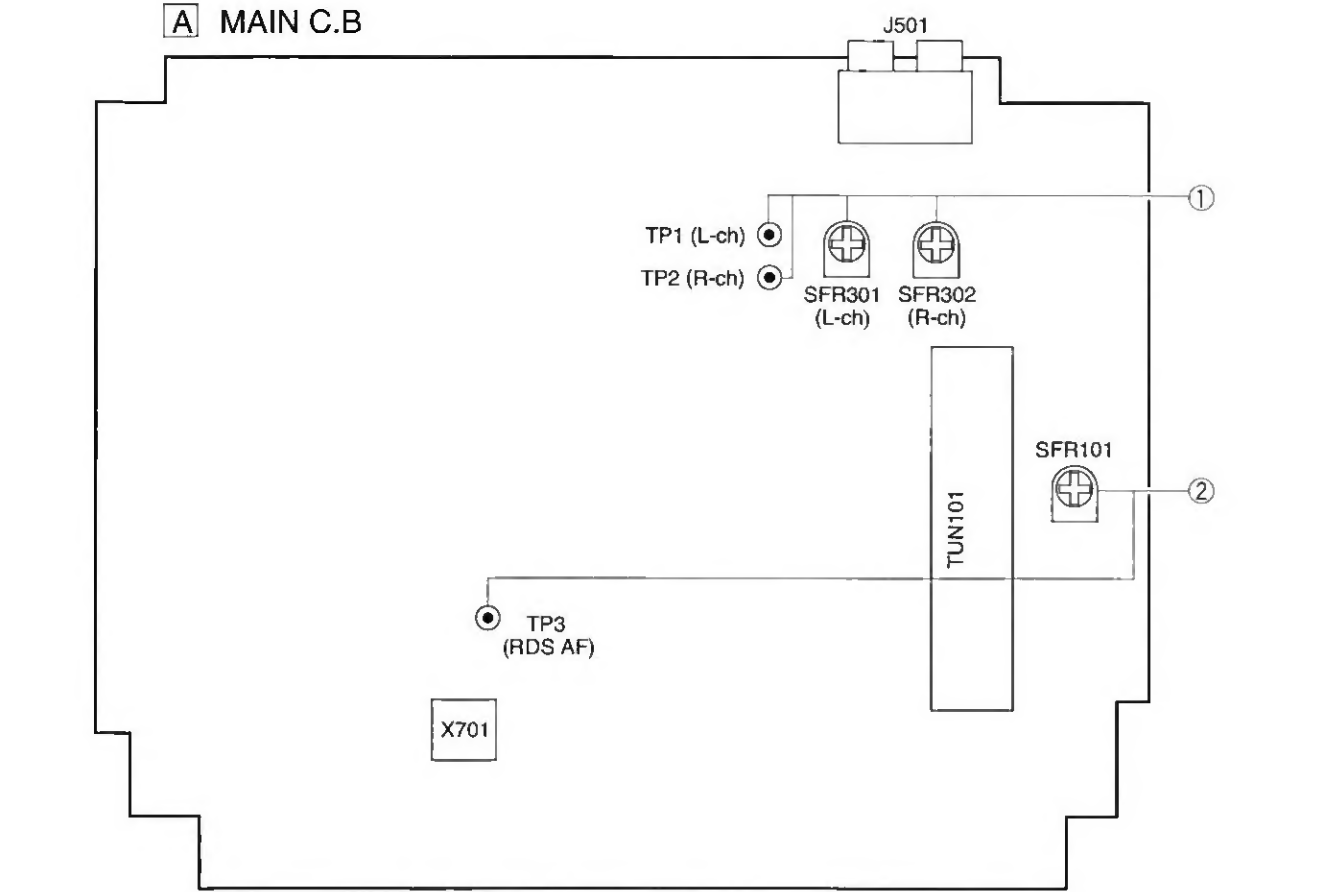 A MAIN C.B
J501
①
TP1 (L-ch)
TP2 (R-ch)
SFR301
(L-ch)
SFR302
(R-ch)
SFR101
②
TUN101
TP3
(RDS AF)
X701